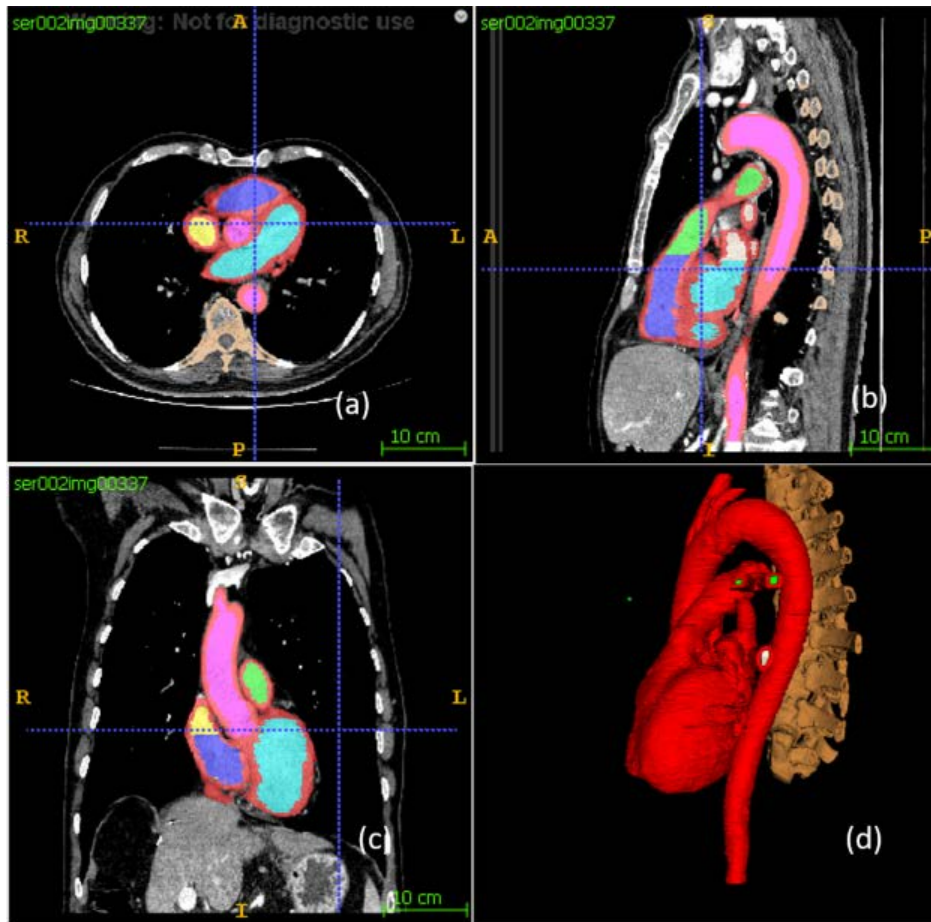 ser002img00337
A
Not for diagnostic use
R
L
(a)
P
10 cm
ser002img00337
A
P
(b)
I
10 cm
ser002img00337
R
L
(c)
I
10 cm
(d)